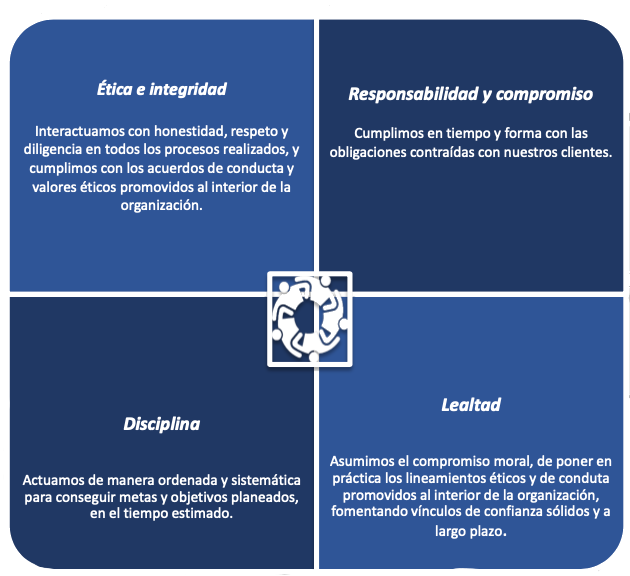 Ética e integridad
Interactuamos con honestidad, respeto y
diligencia en todos los procesos realizados, y
cumplimos con los acuerdos de conducta y
valores éticos promovidos al interior de la
organización.
Responsabilidad y compromiso
Cumplimos en tiempo y forma con las
obligaciones contraídas con nuestros clientes.
Disciplina
Actuamos de manera ordenada y sistemática
para conseguir metas y objetivos planeados,
en el tiempo estimado.
Lealtad
Asumimos el compromiso moral, de poner en
práctica los lineamientos éticos y de conduta
promovidos al interior de la organización,
fomentando vínculos de confianza sólidos y a
largo plazo.